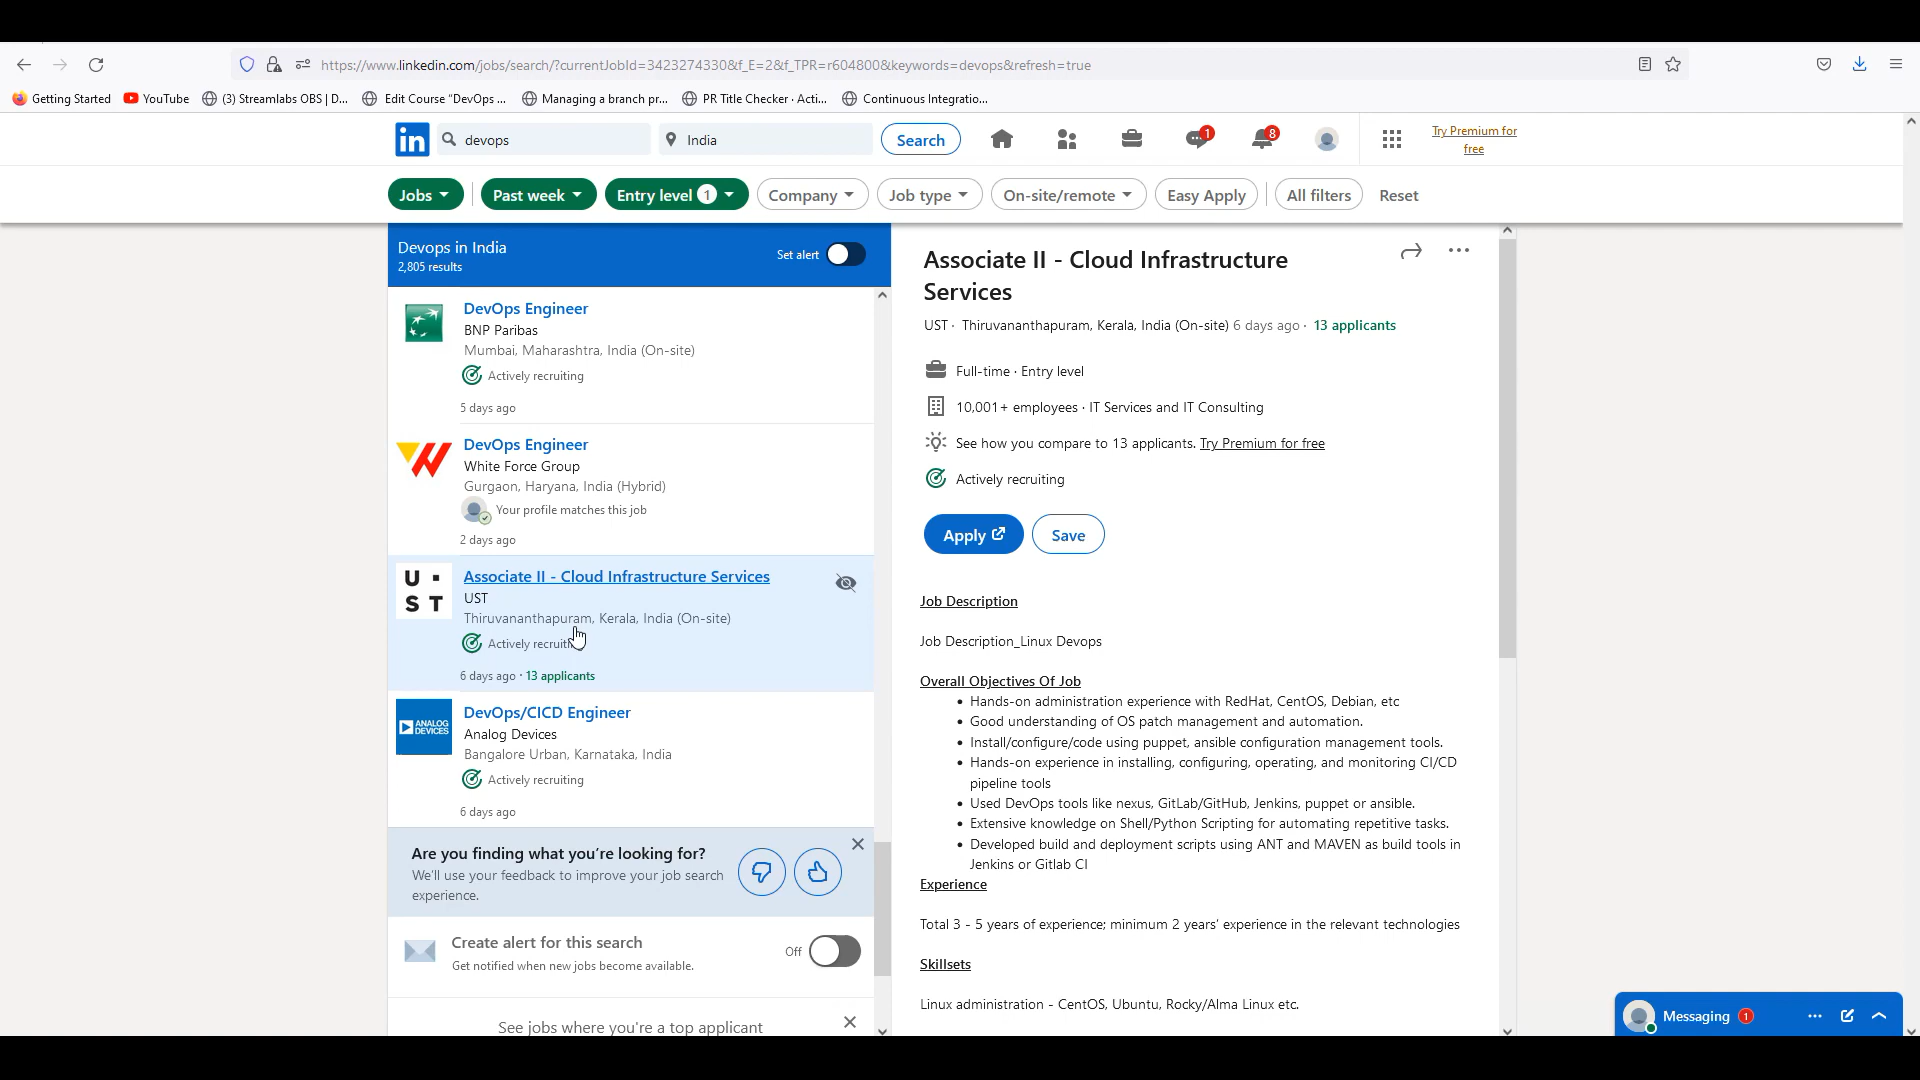 https://www.linkedin.com/jobs/search/?currentJobId=3423274330&f_E=2&f_TPR=r604800&keywords=devops&refresh=true
Getting Started
YouTube
(3) Streamlabs OBS | D...
Edit Course "DevOps ...
Managing a branch pr...
PR Title Checker · Acti...
Continuous Integratio...
in
devops
India
Search
1
8
Try Premium for
free
Jobs
Past week
Entry level 1
Company
Job type
On-site/remote
Easy Apply
All filters
Reset
Devops in India
2,805 results
Set alert
DevOps Engineer
BNP Paribas
Mumbai, Maharashtra, India (On-site)
Actively recruiting
5 days ago
DevOps Engineer
White Force Group
Gurgaon, Haryana, India (Hybrid)
Your profile matches this job
2 days ago
U·
ST
Associate II - Cloud Infrastructure Services
UST
Thiruvananthapuram, Kerala, India (On-site)
Actively recruiting
6 days ago · 13 applicants
ANALOG
DEVICES
DevOps/CICD Engineer
Analog Devices
Bangalore Urban, Karnataka, India
Actively recruiting
6 days ago
Are you finding what you're looking for?
We'll use your feedback to improve your job search
experience.
Create alert for this search
Get notified when new jobs become available.
Off
See jobs where you're a top applicant
Associate II - Cloud Infrastructure
Services
UST · Thiruvananthapuram, Kerala, India (On-site) 6 days ago · 13 applicants
Full-time · Entry level
10,001+ employees · IT Services and IT Consulting
See how you compare to 13 applicants. Try Premium for free
Actively recruiting
Apply
Save
Job Description
Job Description_Linux Devops
Overall Objectives Of Job
• Hands-on administration experience with RedHat, CentOS, Debian, etc
• Good understanding of OS patch management and automation.
• Install/configure/code using puppet, ansible configuration management tools.
• Hands-on experience in installing, configuring, operating, and monitoring CI/CD
pipeline tools
• Used DevOps tools like nexus, GitLab/GitHub, Jenkins, puppet or ansible.
• Extensive knowledge on Shell/Python Scripting for automating repetitive tasks.
• Developed build and deployment scripts using ANT and MAVEN as build tools in
Jenkins or Gitlab CI
Experience
Total 3 - 5 years of experience; minimum 2 years' experience in the relevant technologies
Skillsets
Linux administration - CentOS, Ubuntu, Rocky/Alma Linux etc.
Messaging 1